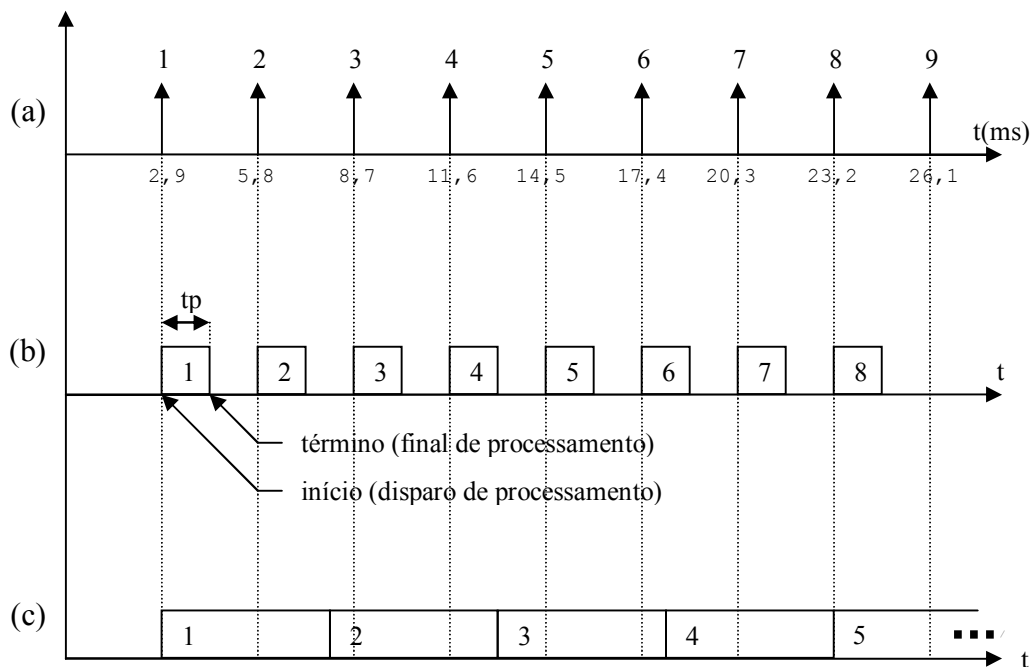 1 2 3 4 5 6 7 8 9
(a)
t(ms)
2,9 5,8 8,7 11,6 14,5 17,4 20,3 23,2 26,1
tp
(b)
1 2 3 4 5 6 7 8
t
término (final de processamento)
início (disparo de processamento)
(c)
1 2 3 4 5
t